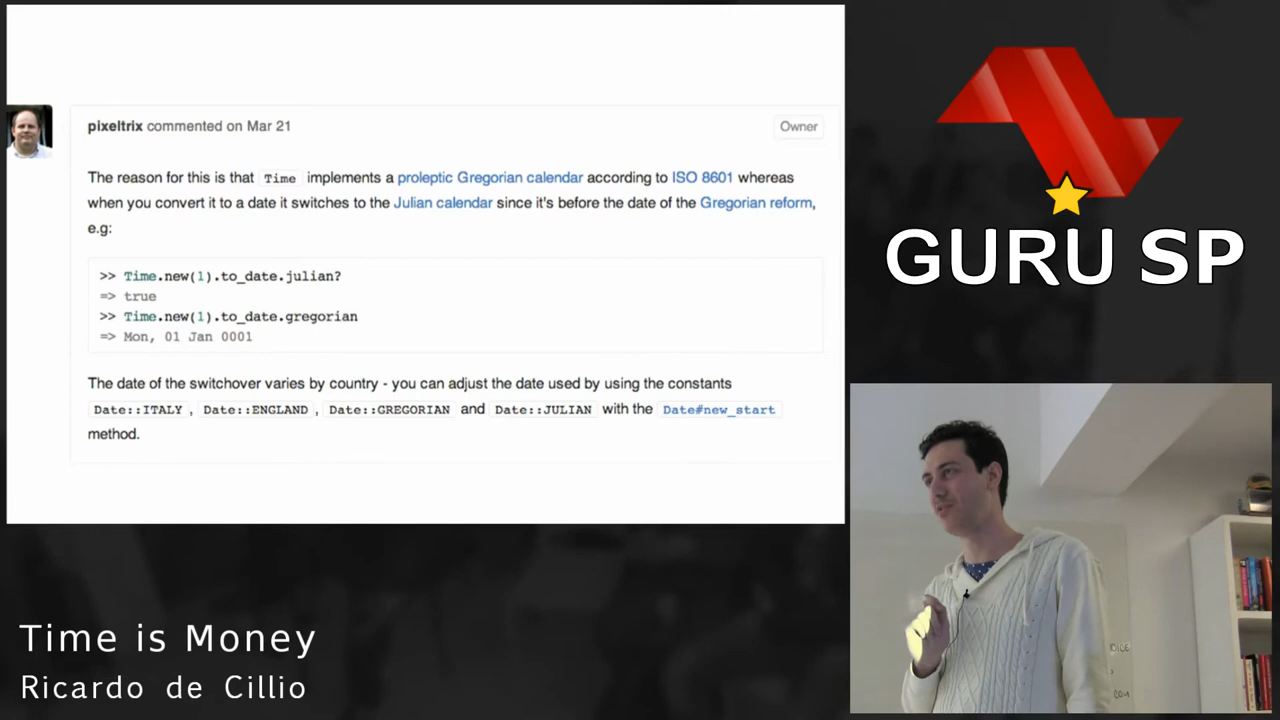 pixeltrix commented on Mar 21
Owner
The reason for this is that Time implements a proleptic Gregorian calendar according to ISO 8601 whereas
when you convert it to a date it switches to the Julian calendar since it's before the date of the Gregorian reform,
e.g:
>> Time.new(1).to_date.julian?
=> true
>> Time.new(1).to_date.gregorian
=> Mon, 01 Jan 0001
The date of the switchover varies by country - you can adjust the date used by using the constants
Date::ITALY , Date::ENGLAND , Date::GREGORIAN and Date::JULIAN with the Date#new_start
method.
GURU SP
Time is Money
Ricardo de Cillio